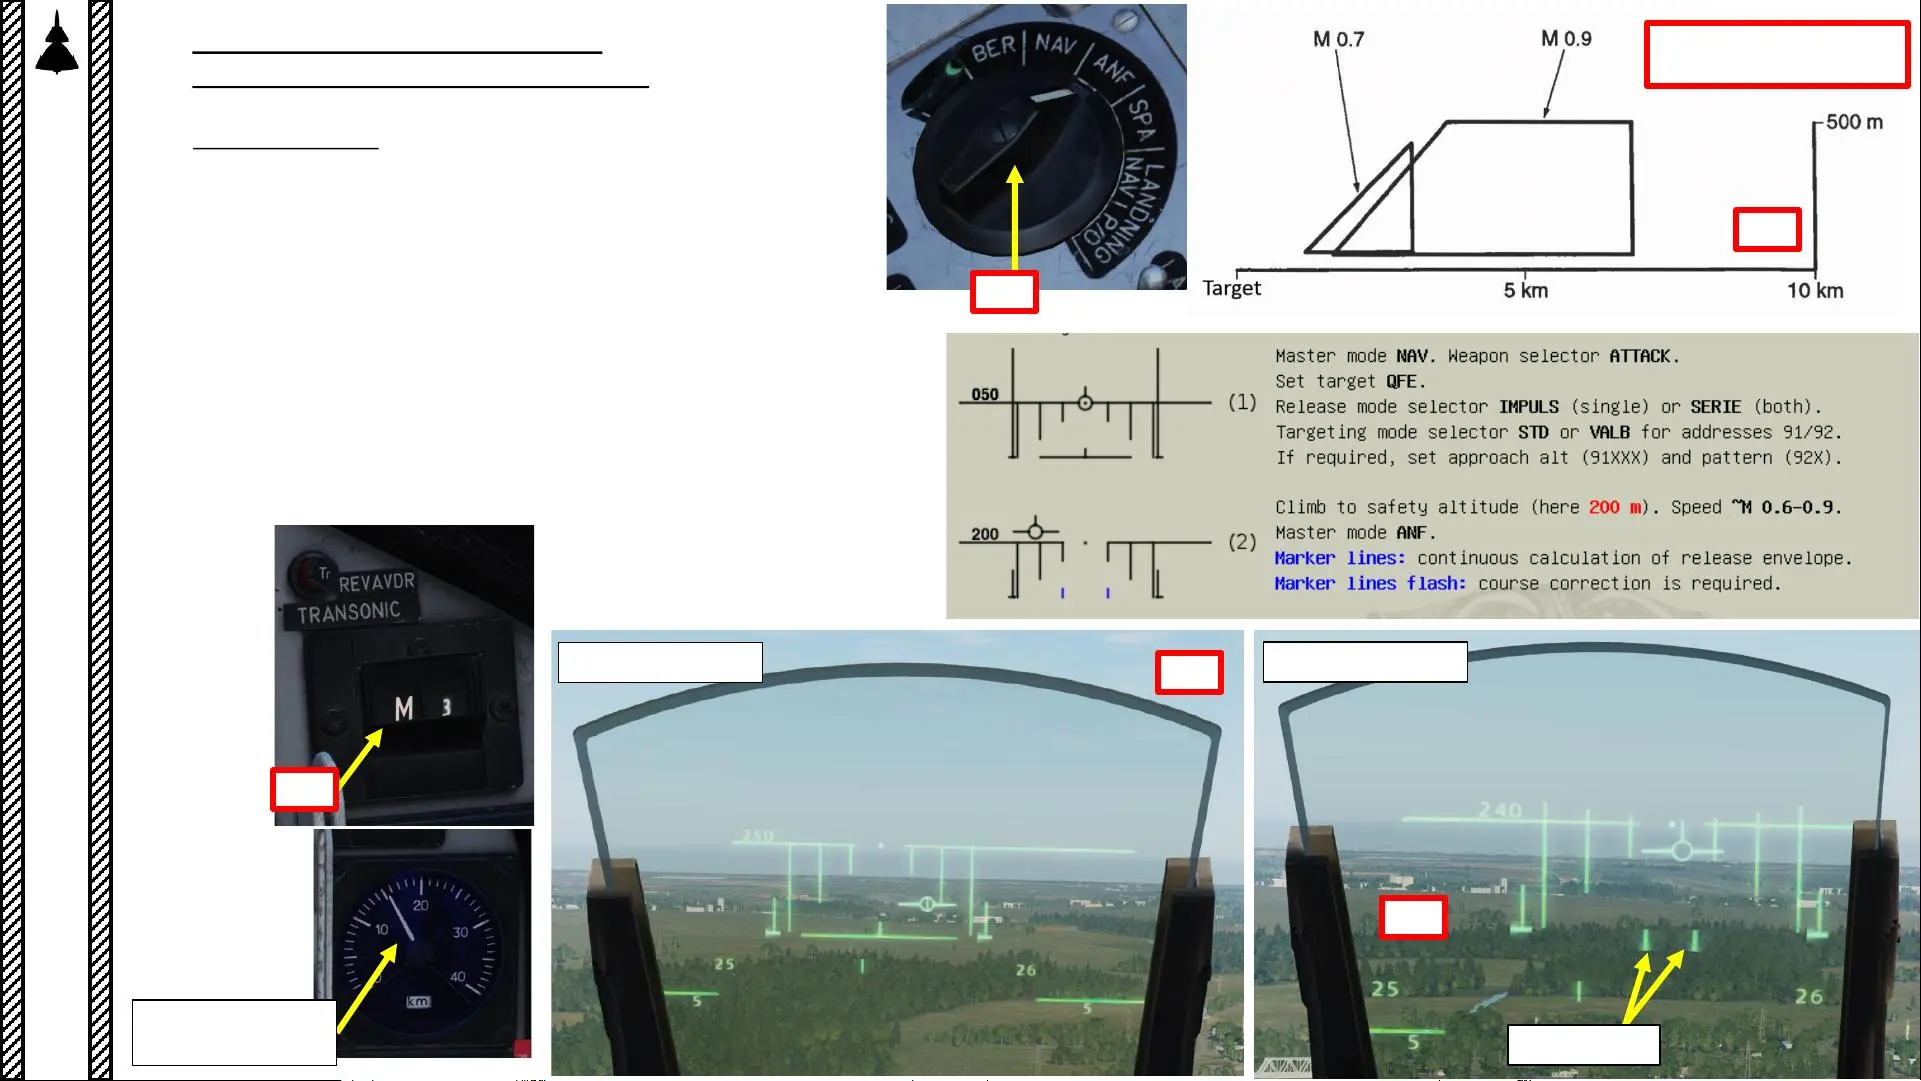 BER NAV ANF SPA LANDNING NAV LANDNING P/O
M 0.7
M 0.9
500 m
Target
5 km
10 km
050
(1)
Master mode NAV. Weapon selector ATTACK.
Set target QFE.
Release mode selector IMPULS (single) or SERIE (both).
Targeting mode selector STD or VALB for addresses 91/92.
If required, set approach alt (91XXX) and pattern (92X).
200
(2)
Climb to safety altitude (here 200 m). Speed ~M 0.6-0.9.
Master mode ANF.
Marker lines: continuous calculation of release envelope.
Marker lines flash: course correction is required.
Tr
REVAVDR
TRANSONIC
M 3
10
20
30
40
km
250
25
26
5
5
240
25
26
5